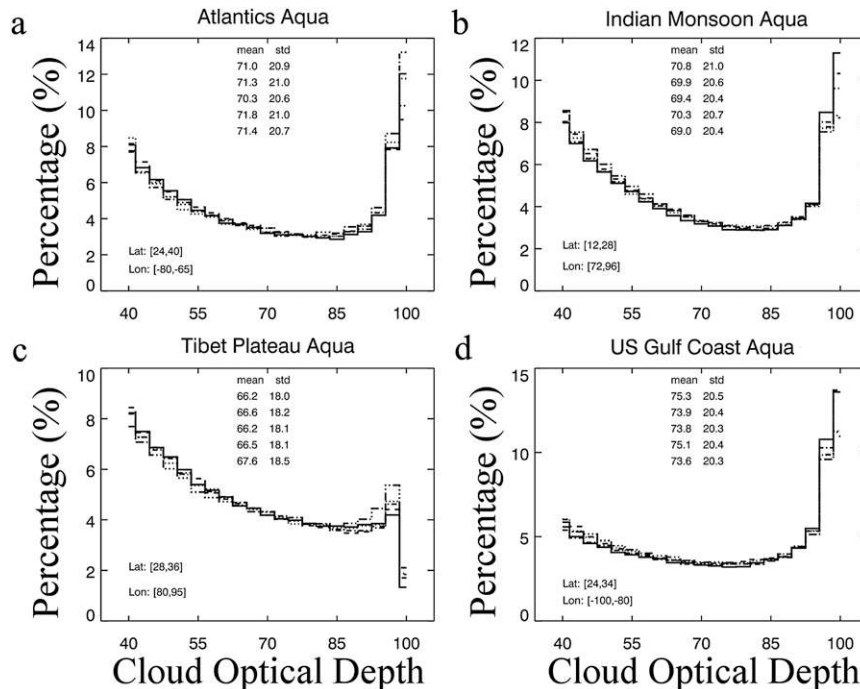 a
Atlantics Aqua
Percentage (%)
14
12
10
8
6
4
2
0
mean std
71.0 20.9
71.3 21.0
70.3 20.6
71.8 21.0
71.4 20.7
Lat: [24,40]
Lon: [-80,-65]
40 55 70 85 100
b
Indian Monsoon Aqua
Percentage (%)
12
10
8
6
4
2
0
mean std
70.8 21.0
69.9 20.6
69.4 20.4
70.3 20.7
69.0 20.4
Lat: [12,28]
Lon: [72,96]
40 55 70 85 100
c
Tibet Plateau Aqua
Percentage (%)
10
8
6
4
2
0
mean std
66.2 18.0
66.6 18.2
66.2 18.1
66.5 18.1
67.6 18.5
Lat: [28,36]
Lon: [80,95]
40 55 70 85 100
Cloud Optical Depth
d
US Gulf Coast Aqua
Percentage (%)
15
10
5
0
mean std
75.3 20.5
73.9 20.4
73.8 20.3
75.1 20.4
73.6 20.3
Lat: [24,34]
Lon: [-100,-80]
40 55 70 85 100
Cloud Optical Depth